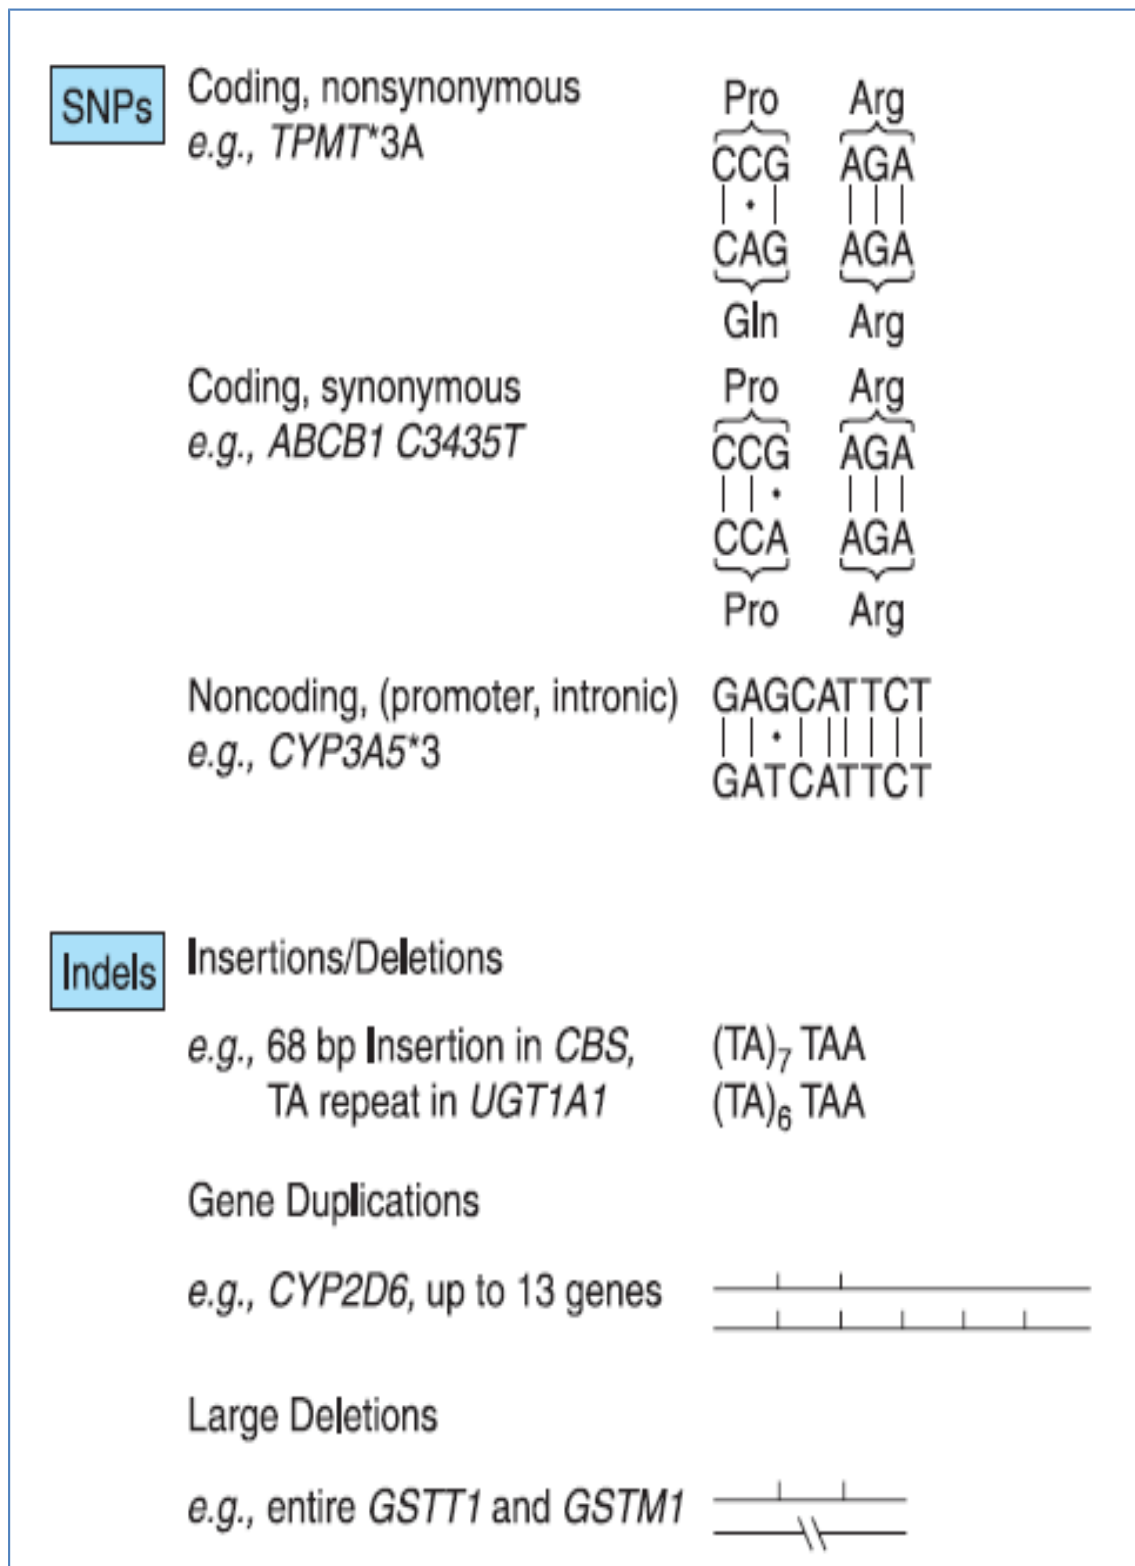 SNPs Coding, nonsynonymous
e.g., TPMT*3A
Pro Arg
CCG AGA
CAG AGA
Gln Arg
Coding, synonymous
e.g., ABCB1 C3435T
Pro Arg
CCG AGA
CCA AGA
Pro Arg
Noncoding, (promoter, intronic)
e.g., CYP3A5*3
GAGCATTCT
GATCATTCT
Indels Insertions/Deletions
e.g., 68 bp Insertion in CBS, (TA)7 TAA
TA repeat in UGT1A1 (TA)6 TAA
Gene Duplications
e.g., CYP2D6, up to 13 genes
Large Deletions
e.g., entire GSTT1 and GSTM1